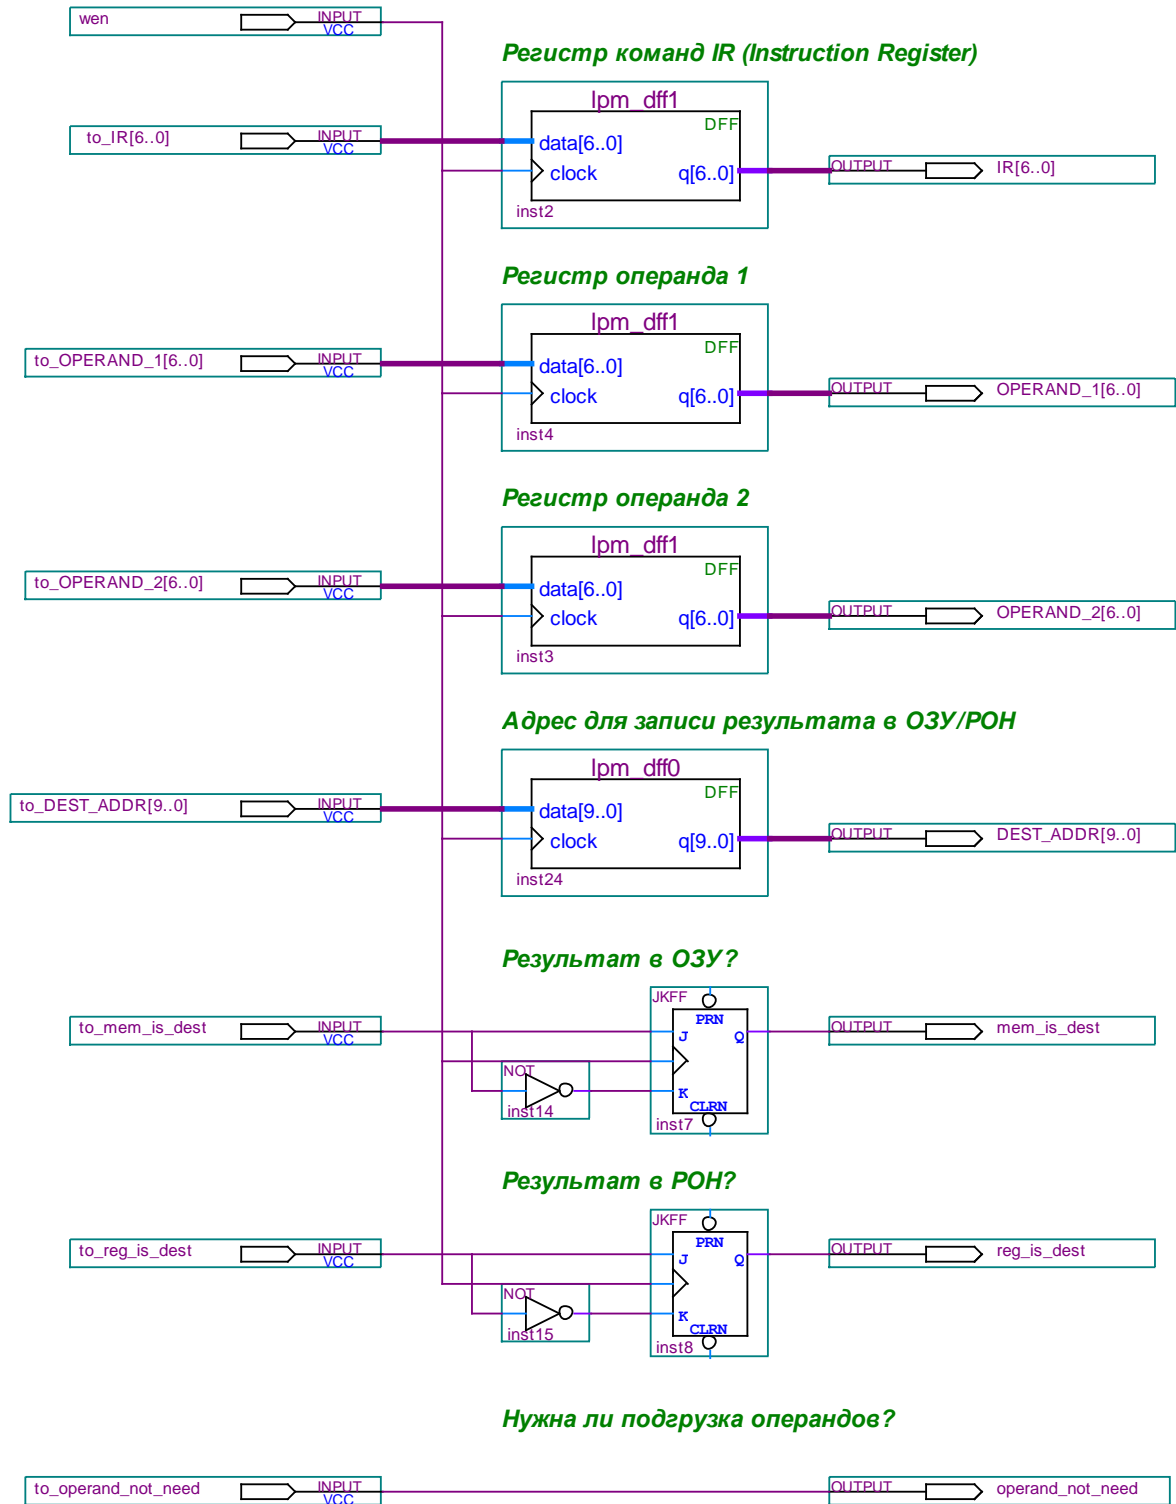 wen INPUT
VCC
Регистр команд IR (Instruction Register)
lpm_dff1
DFF
to_IR[6..0] INPUT
VCC
data[6..0]
clock q[6..0]
OUTPUT IR[6..0]
inst2
Регистр операнда 1
lpm_dff1
DFF
to_OPERAND_1[6..0] INPUT
VCC
data[6..0]
clock q[6..0]
OUTPUT OPERAND_1[6..0]
inst4
Регистр операнда 2
lpm_dff1
DFF
to_OPERAND_2[6..0] INPUT
VCC
data[6..0]
clock q[6..0]
OUTPUT OPERAND_2[6..0]
inst3
Адрес для записи результата в ОЗУ/РОН
lpm_dff0
DFF
to_DEST_ADDR[9..0] INPUT
VCC
data[9..0]
clock q[9..0]
OUTPUT DEST_ADDR[9..0]
inst24
Результат в ОЗУ?
JKFF
PRN
to_mem_is_dest INPUT
VCC
J Q
OUTPUT mem_is_dest
NOT
K
CLRN
inst14
inst7
Результат в РОН?
JKFF
PRN
to_reg_is_dest INPUT
VCC
J Q
OUTPUT reg_is_dest
NOT
K
CLRN
inst15
inst8
Нужна ли подгрузка операндов?
to_operand_not_need INPUT
VCC
OUTPUT operand_not_need